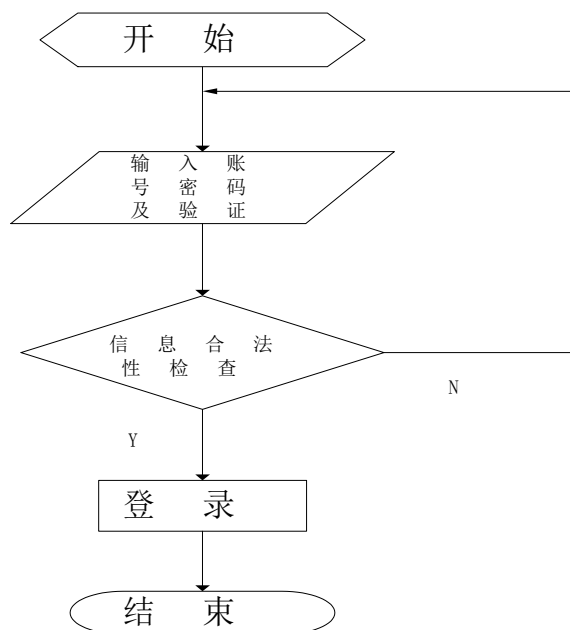 开 始
输 入 账
号 密 码
及 验 证
信 息 合 法
性 检 查
N
Y
登 录
结 束